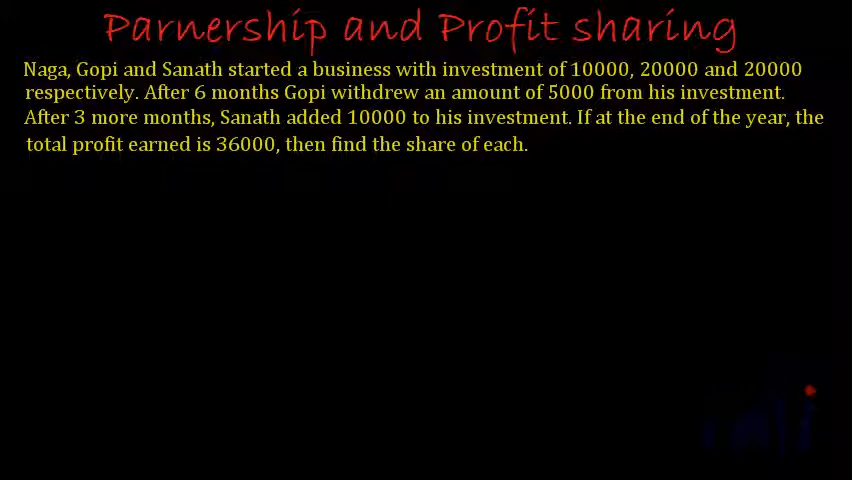 Parnership and Profit sharing
Naga, Gopi and Sanath started a business with investment of 10000, 20000 and 20000
respectively. After 6 months Gopi withdrew an amount of 5000 from his investment.
After 3 more months, Sanath added 10000 to his investment. If at the end of the year, the
total profit earned is 36000, then find the share of each.